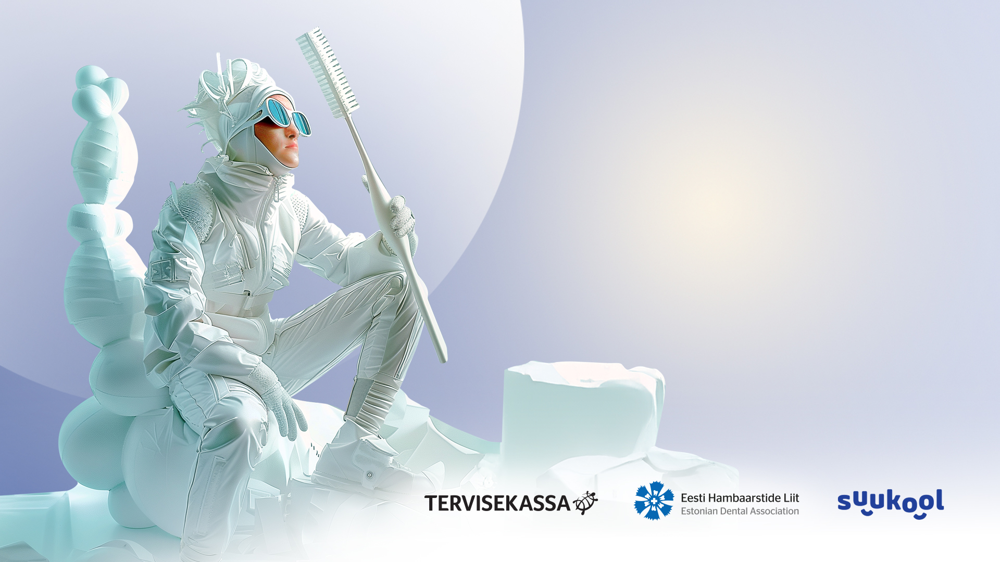 TERVISEKASSA
Eesti Hambaarstide Liit
Estonian Dental Association
suukool